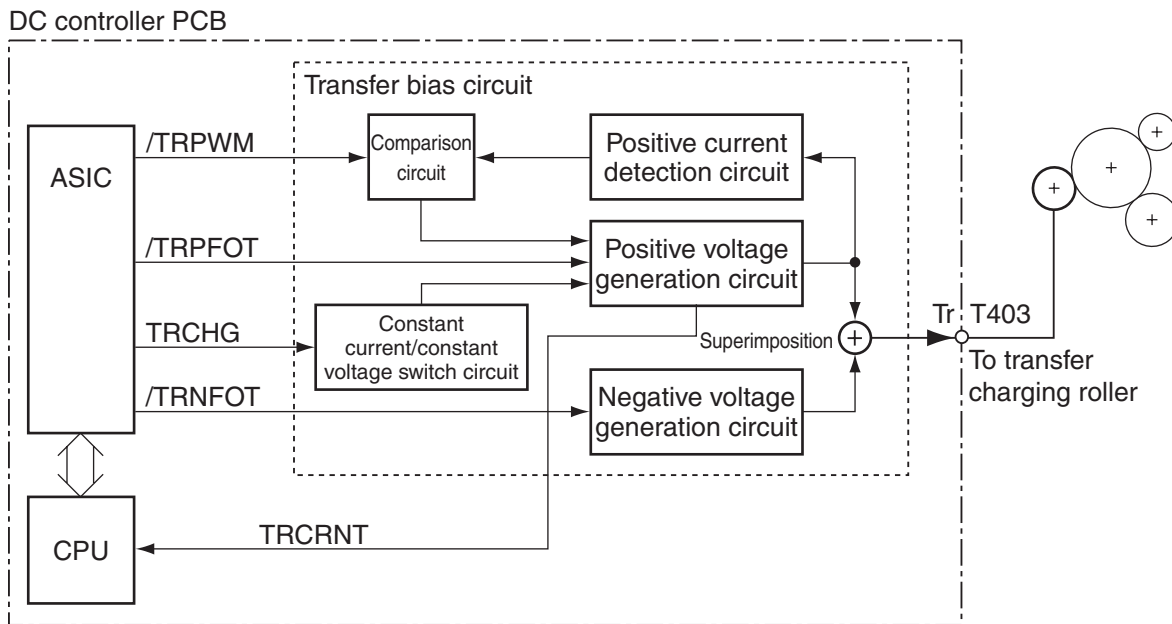 DC controller PCB
Transfer bias circuit
ASIC
/TRPWM
Comparison
circuit
Positive current
detection circuit
/TRPFOT
Positive voltage
generation circuit
TRCHG
Constant
current/constant
voltage switch circuit
Superimposition
Tr
T403
To transfer
charging roller
/TRNFOT
Negative voltage
generation circuit
CPU
TRCRNT